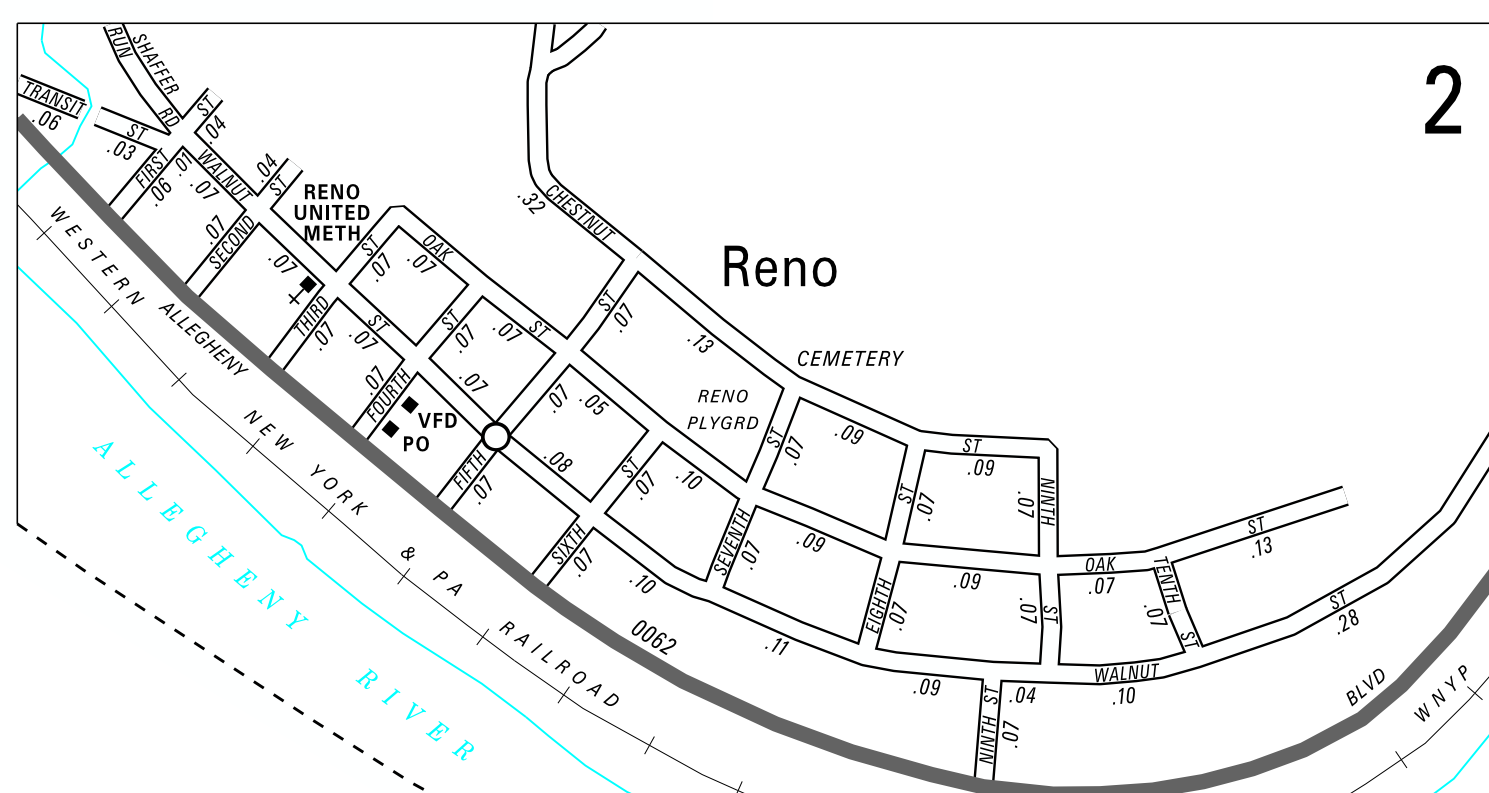 2
SHAFFER
RUN
RD
TRANSIT
.06
ST
.03
ST
.04
FIRST
.06
.01
WALNUT
.07
.04
ST
RENO
UNITED
METH
.07
SECOND
.07
ST
.07
OAK
.07
THIRD
.07
ST
.07
ST
.07
.07
ST
.07
.07
FOURTH
VFD
PO
.32
CHESTNUT
Reno
ST
.07
.13
CEMETERY
RENO
PLYGRD
.07
.05
.08
FIFTH
.07
ST
.07
.10
ST
.07
.09
ST
.07
ST
.09
.07
NINTH
SIXTH
.07
.10
SEVENTH
.07
.09
EIGHTH
.07
.09
.07
ST
OAK
.07
ST
.13
TENTH
.07
ST
ST
.28
WALNUT
.10
.11
.09
.04
NINTH ST
.07
0062
BLVD
WNYP
WESTERN ALLEGHENY
NEW YORK & PA RAILROAD
ALLEGHENY RIVER